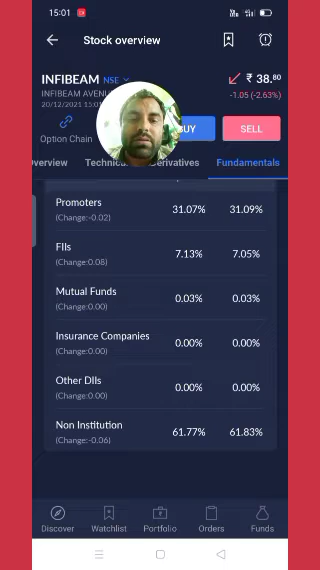 15:01
Stock overview
INFIBEAM NSE
₹ 38.80
INFIBEAM AVENU
-1.05 (-2.63%)
20/12/2021 15:01
Option Chain
BUY
SELL
Overview Technica Derivatives Fundamentals
Promoters 31.07% 31.09%
(Change:-0.02)
FIIs 7.13% 7.05%
(Change:0.08)
Mutual Funds 0.03% 0.03%
(Change:0.00)
Insurance Companies 0.00% 0.00%
(Change:0.00)
Other DIIs 0.00% 0.00%
(Change:0.00)
Non Institution 61.77% 61.83%
(Change:-0.06)
Discover Watchlist Portfolio Orders Funds